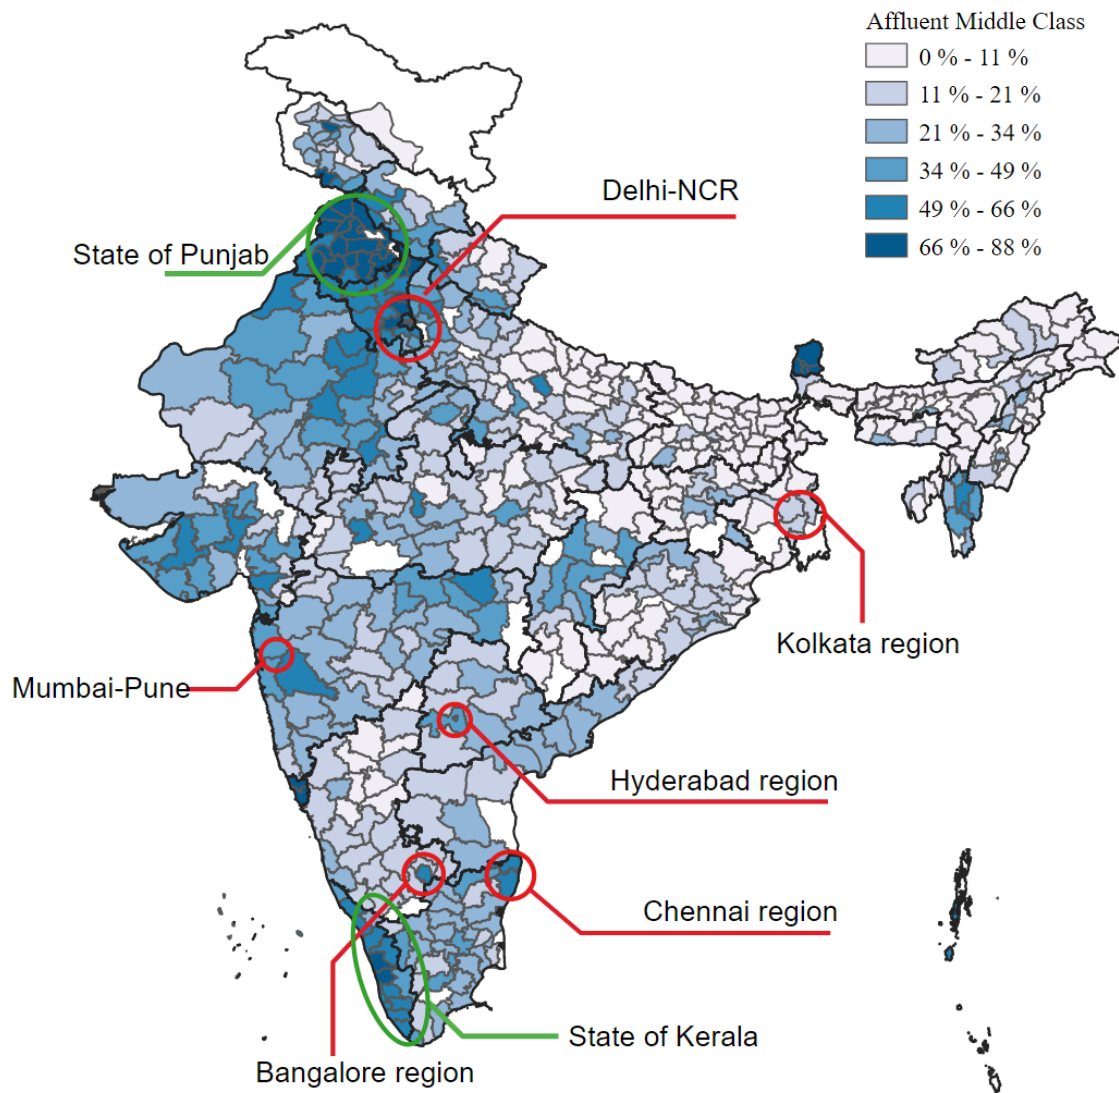 Affluent Middle Class
0 % - 11 %
11 % - 21 %
21 % - 34 %
34 % - 49 %
49 % - 66 %
66 % - 88 %
Delhi-NCR
State of Punjab
Kolkata region
Mumbai-Pune
Hyderabad region
Chennai region
State of Kerala
Bangalore region